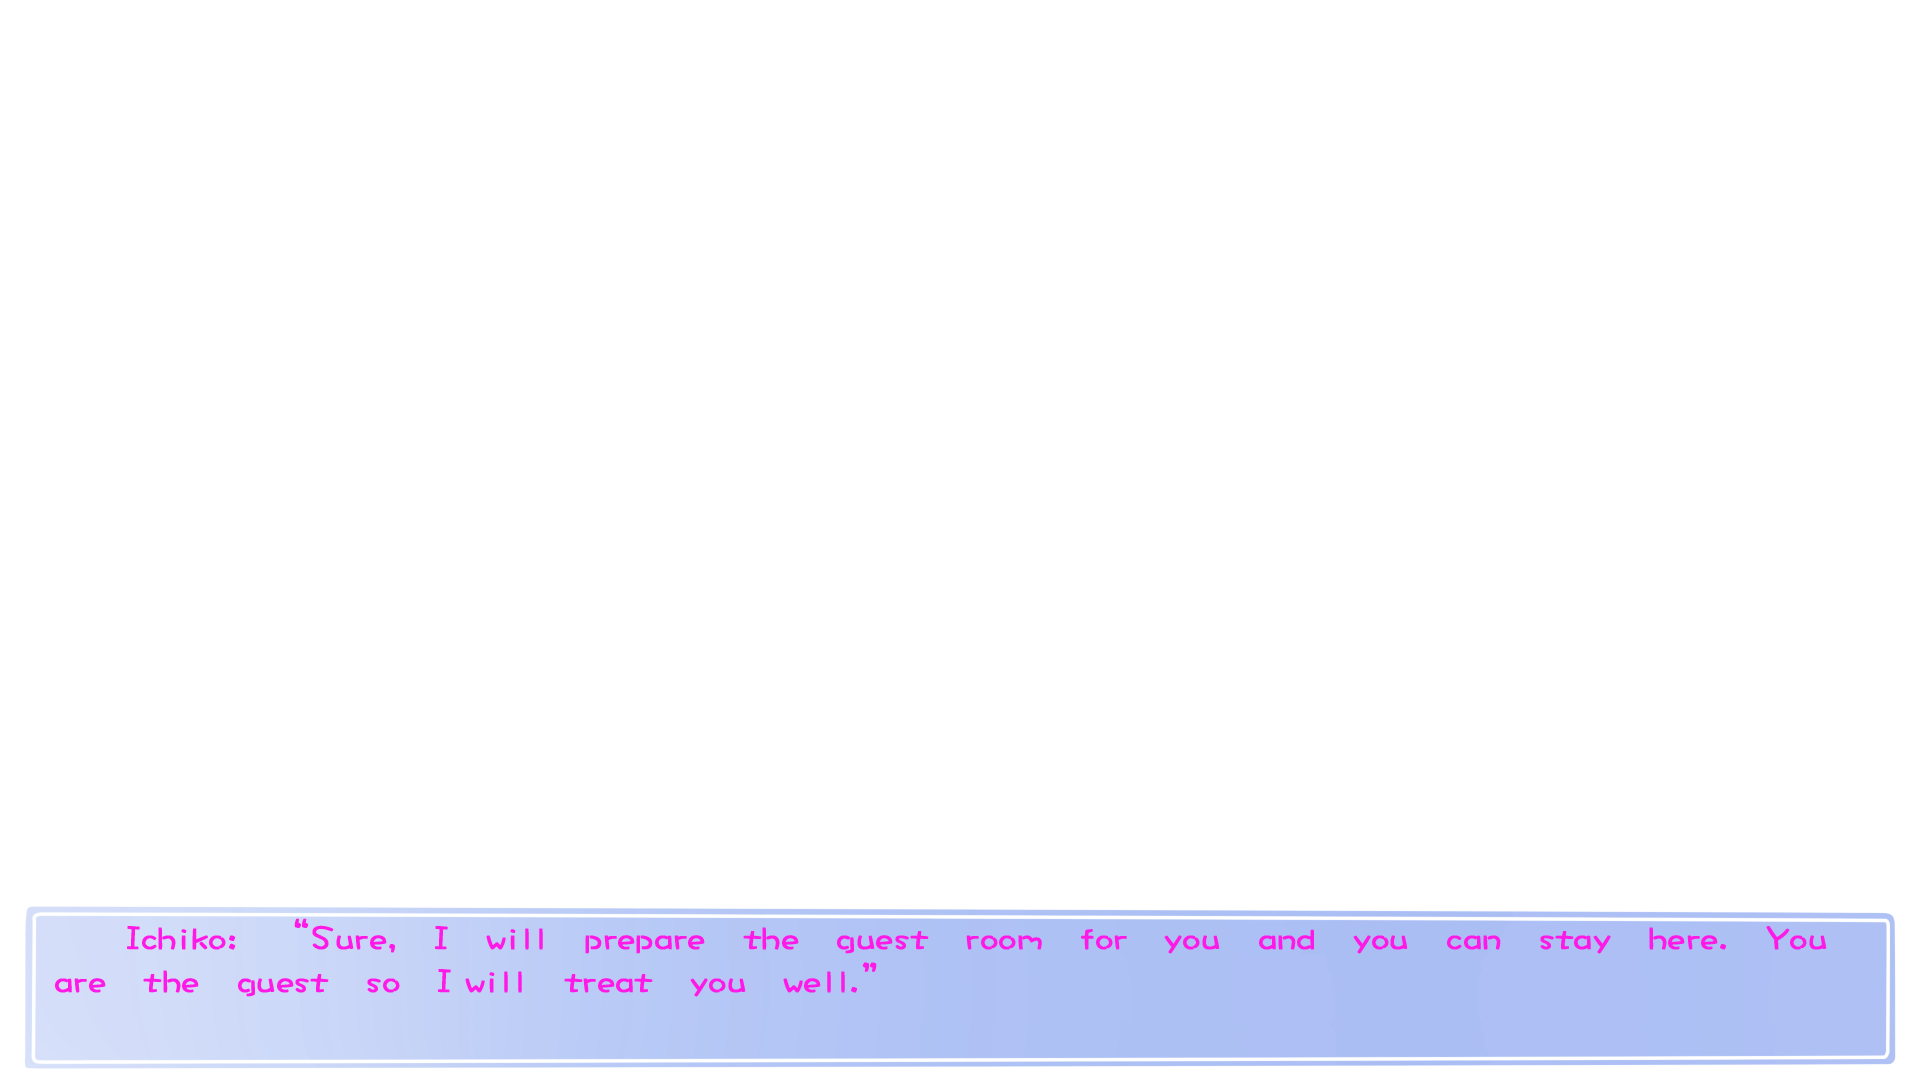 Ichiko: “Sure, I will prepare the guest room for you and you can stay here. You
are the guest so I will treat you well.”